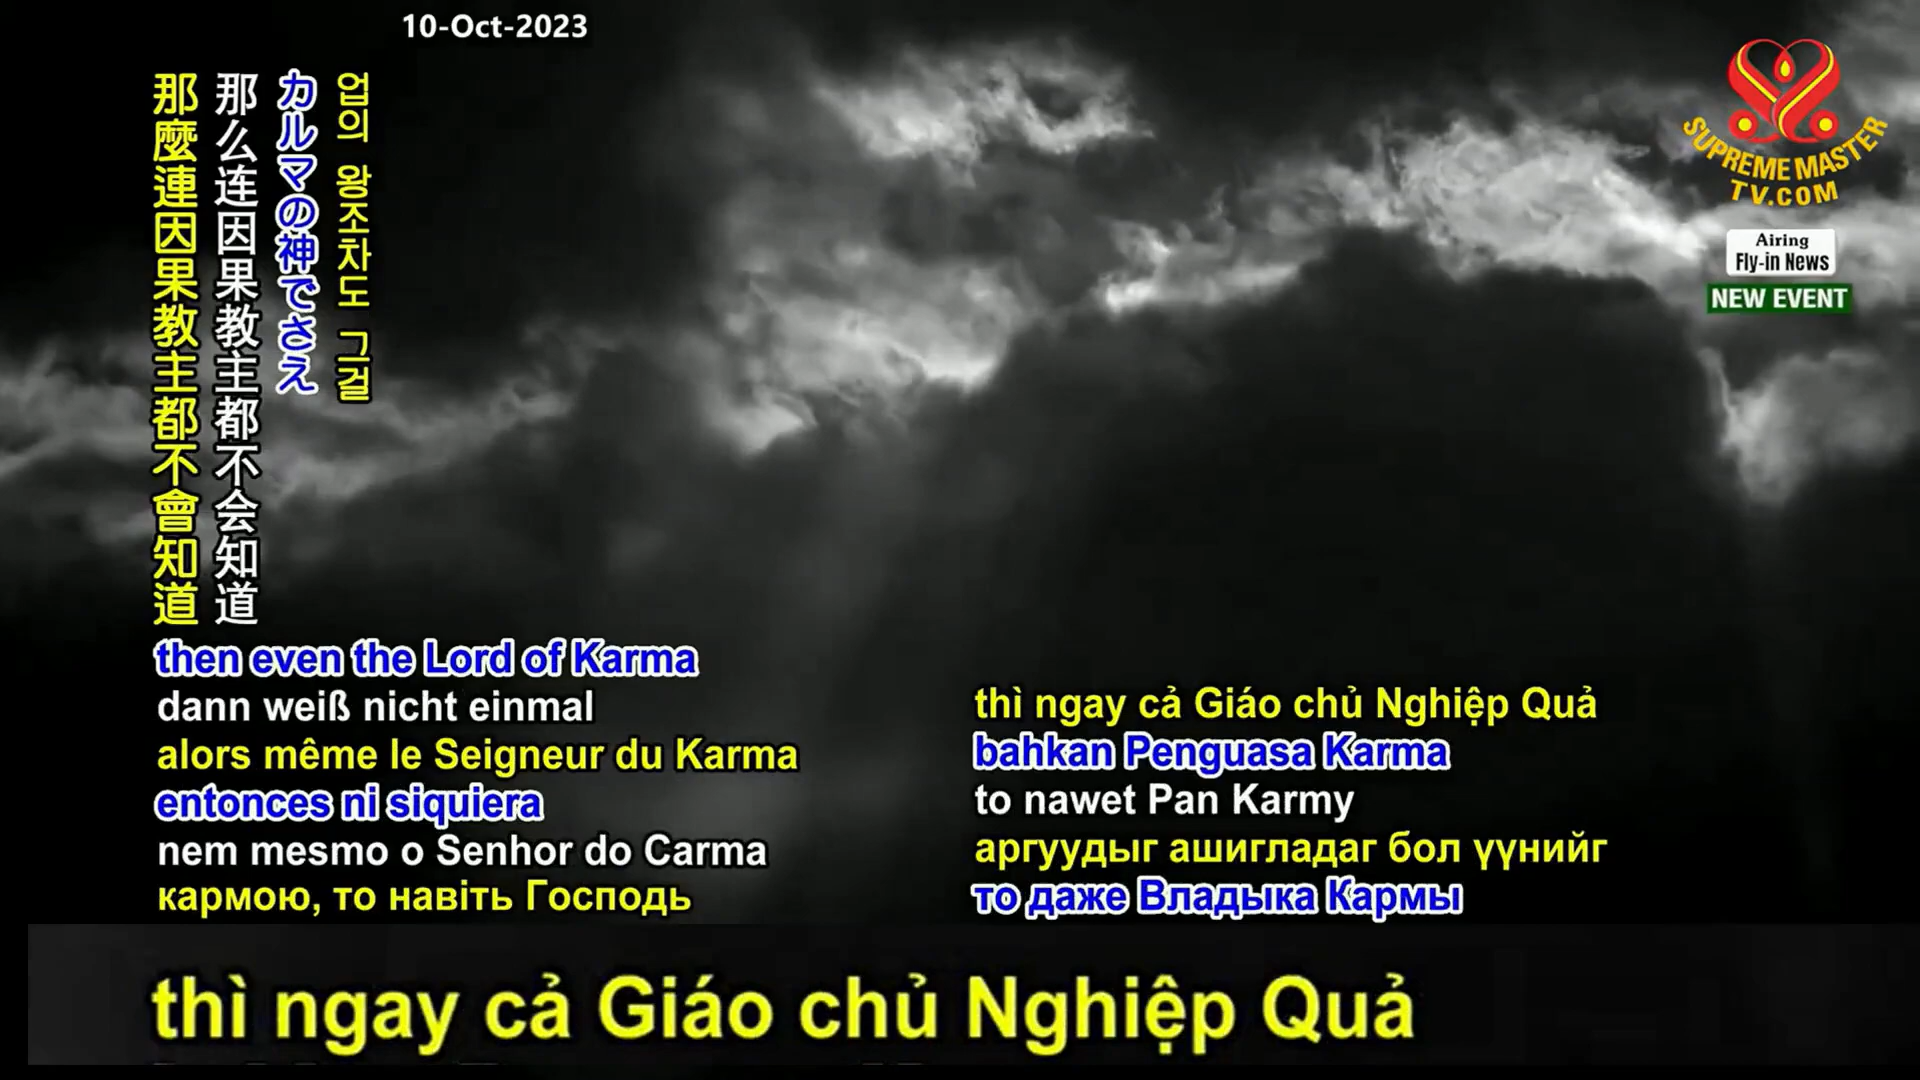 10-Oct-2023
那麼連因果教主都不會知道
那么连因果教主都不会知道
カルマの神でさえ
업의 왕조차도 그걸
SUPREME MASTER
TV.COM
Airing
Fly-in News
NEW EVENT
then even the Lord of Karma
dann weiß nicht einmal
alors même le Seigneur du Karma
entonces ni siquiera
nem mesmo o Senhor do Carma
кармою, то навіть Господь
thì ngay cả Giáo chủ Nghiệp Quả
bahkan Penguasa Karma
to nawet Pan Karmy
аргуудыг ашигладаг бол үүнийг
то даже Владыка Кармы
thì ngay cả Giáo chủ Nghiệp Quả